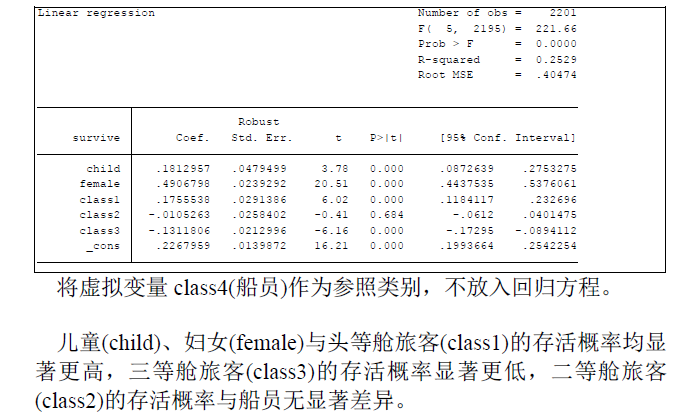 Linear regression Number of obs = 2201
F( 5, 2195) = 221.66
Prob > F = 0.0000
R-squared = 0.2529
Root MSE = .40474
Robust
survive Coef. Std. Err. t P>|t| [95% Conf. Interval]
child .1812957 .0479499 3.78 0.000 .0872639 .2753275
female .4906798 .0239292 20.51 0.000 .4437535 .5376061
class1 .1755538 .0291386 6.02 0.000 .1184117 .232696
class2 -.0105263 .0258402 -0.41 0.684 -.0612 .0401475
class3 -.1311806 .0212996 -6.16 0.000 -.17295 -.0894112
_cons .2267959 .0139872 16.21 0.000 .1993664 .2542254
将虚拟变量 class4(船员)作为参照类别，不放入回归方程。
儿童(child)、妇女(female)与头等舱旅客(class1)的存活概率均显
著更高，三等舱旅客(class3)的存活概率显著更低，二等舱旅客
(class2)的存活概率与船员无显著差异。